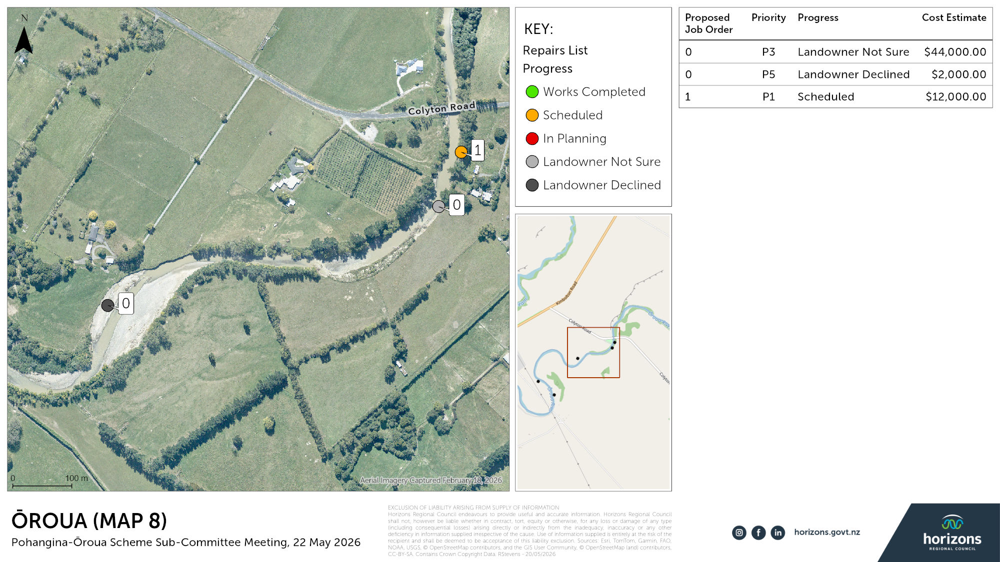 N
Colyton Road
1
0
0
0 100 m
Aerial Imagery Captured February 18, 2026
KEY:
Repairs List
Progress
Works Completed
Scheduled
In Planning
Landowner Not Sure
Landowner Declined
Kimbolton Road
Colyton Road
Ōroua River
eam
Colyton
Proposed Job Order Priority Progress Cost Estimate
0 P3 Landowner Not Sure $44,000.00
0 P5 Landowner Declined $2,000.00
1 P1 Scheduled $12,000.00
ŌROUA (MAP 8)
Pohangina-Ōroua Scheme Sub-Committee Meeting, 22 May 2026
EXCLUSION OF LIABILITY ARISING FROM SUPPLY OF INFORMATION
Horizons Regional Council endeavours to provide useful and accurate information. Horizons Regional Council
shall not, however be liable whether in contract, tort, equity or otherwise, for any loss or damage of any type
(including consequential losses) arising directly or indirectly from the inadequacy, inaccuracy or any other
deficiency in information supplied irrespective of the cause. Use of information supplied is entirely at the risk of the
recipient and shall be deemed to be acceptance of this liability exclusion. Sources: Esri, TomTom, Garmin, FAO,
NOAA, USGS, © OpenStreetMap contributors, and the GIS User Community, © OpenStreetMap (and) contributors,
CC-BY-SA. Contains Crown Copyright Data. RStevens - 20/05/2026
horizons.govt.nz
horizons
REGIONAL COUNCIL